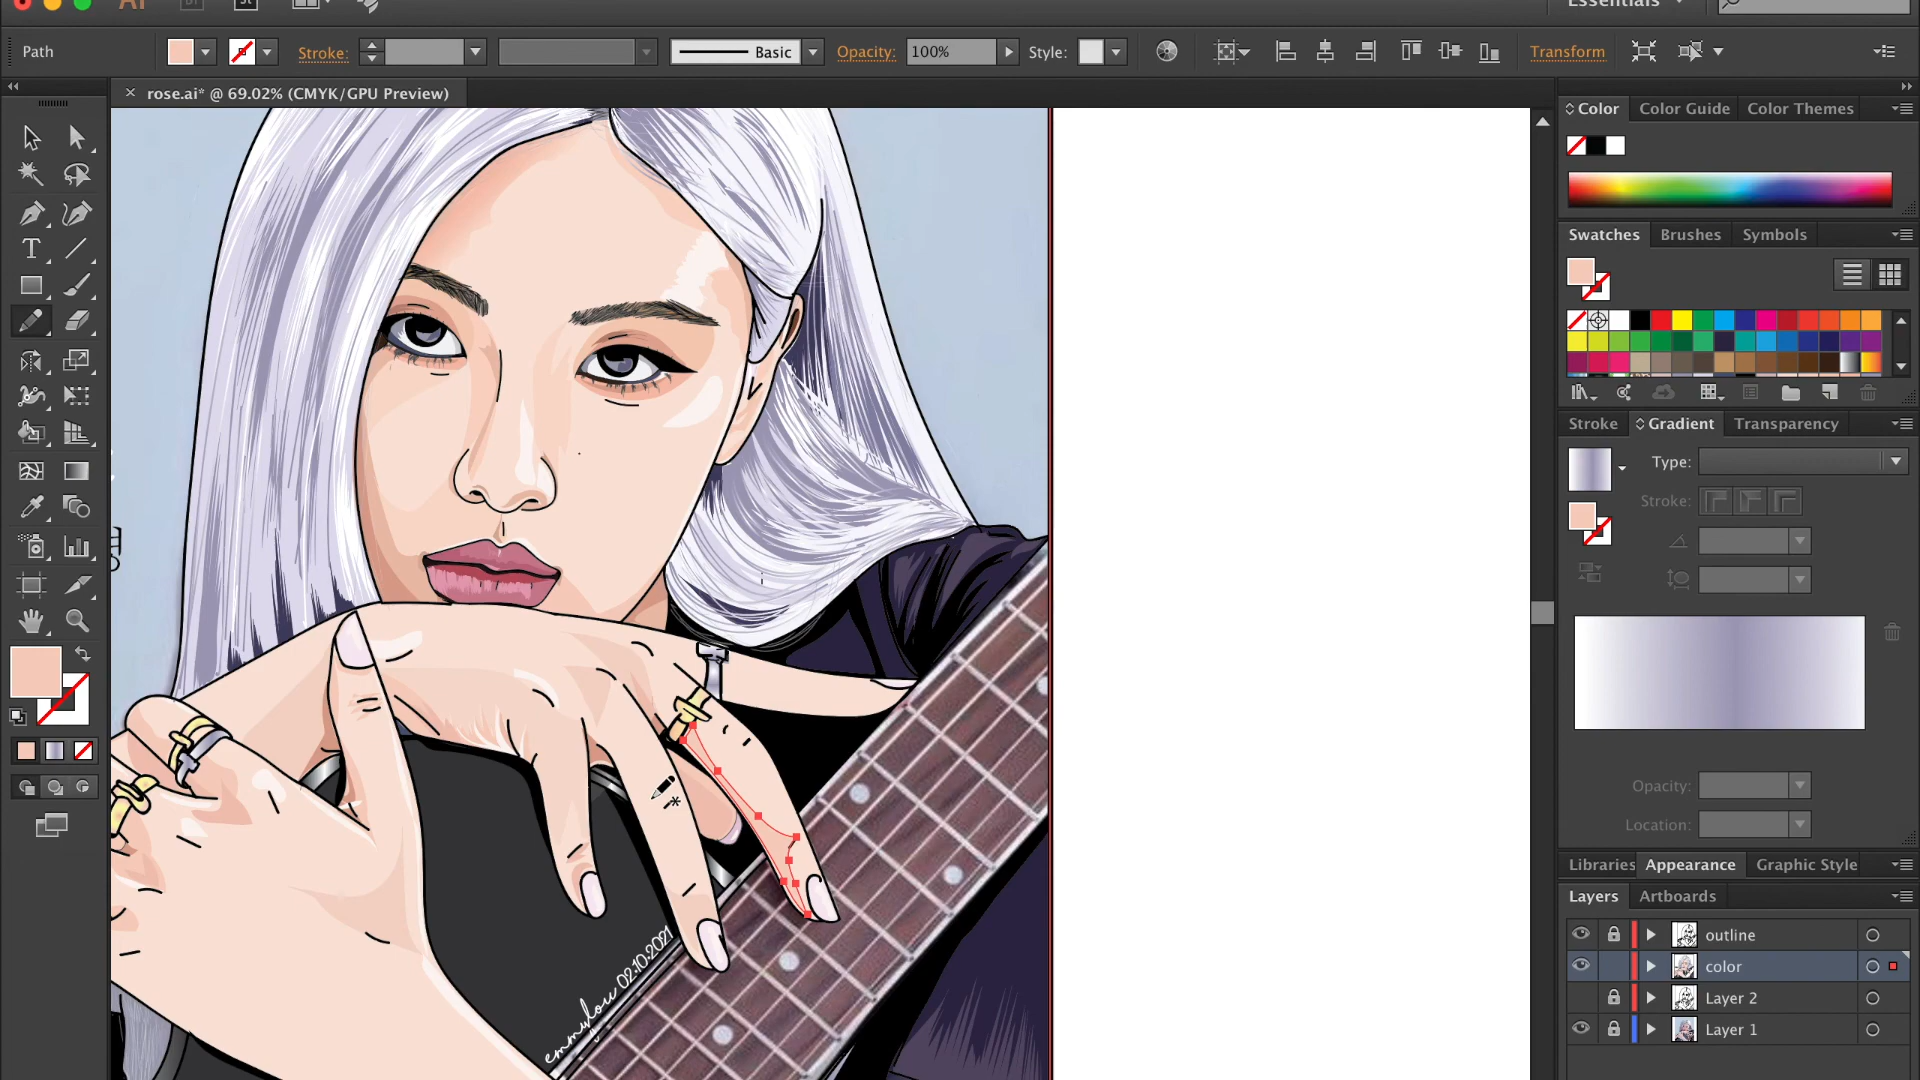 Essentials
Path
Stroke:
Basic
Opacity:
100%
Style:
Transform
rose.ai* @ 69.02% (CMYK/GPU Preview)
Color
Color Guide
Color Themes
Swatches
Brushes
Symbols
Stroke
Gradient
Transparency
Type:
Stroke:
Opacity:
Location:
Libraries
Appearance
Graphic Style
Layers
Artboards
outline
color
Layer 2
Layer 1
emmylou 02.10.2021